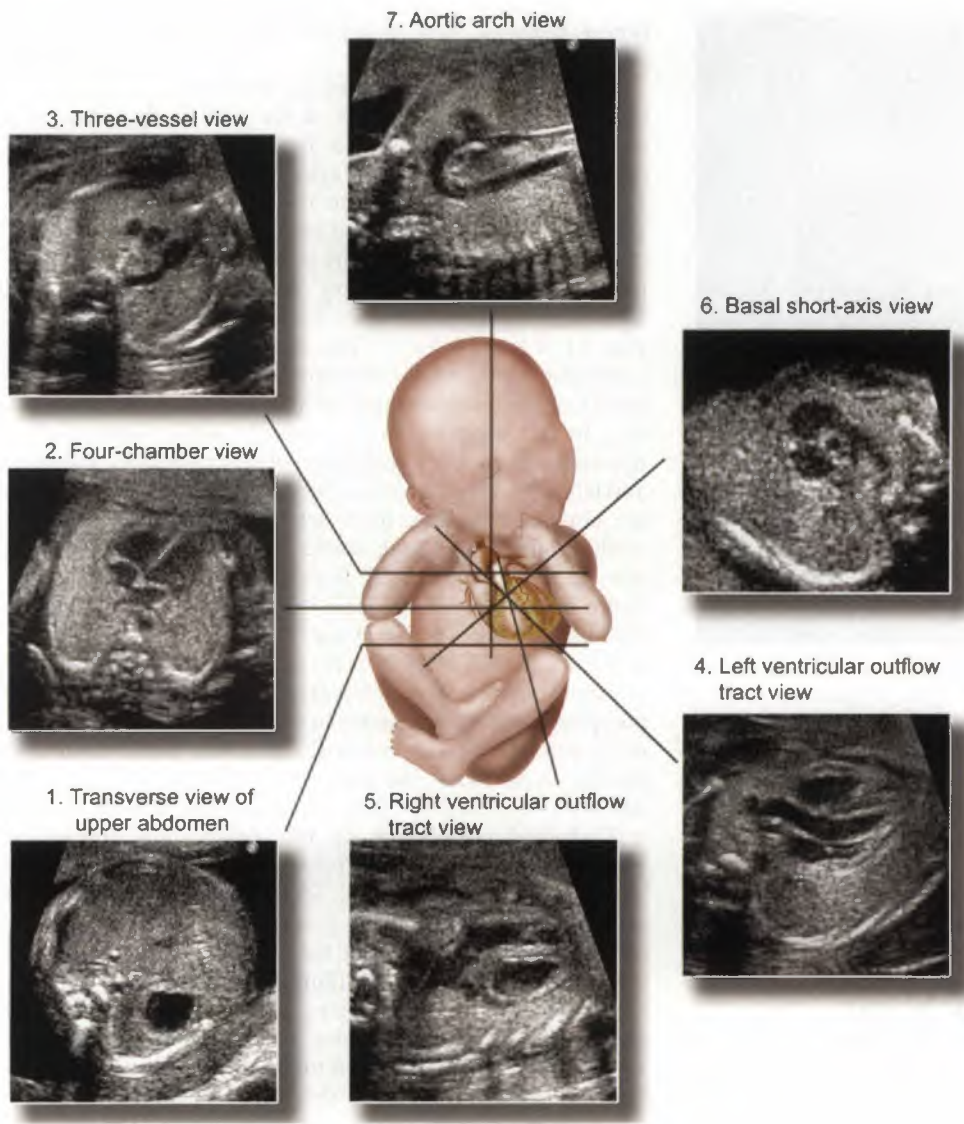 7. Aortic arch view
3. Three-vessel view
6. Basal short-axis view
2. Four-chamber view
4. Left ventricular outflow
tract view
1. Transverse view of
upper abdomen
5. Right ventricular outflow
tract view